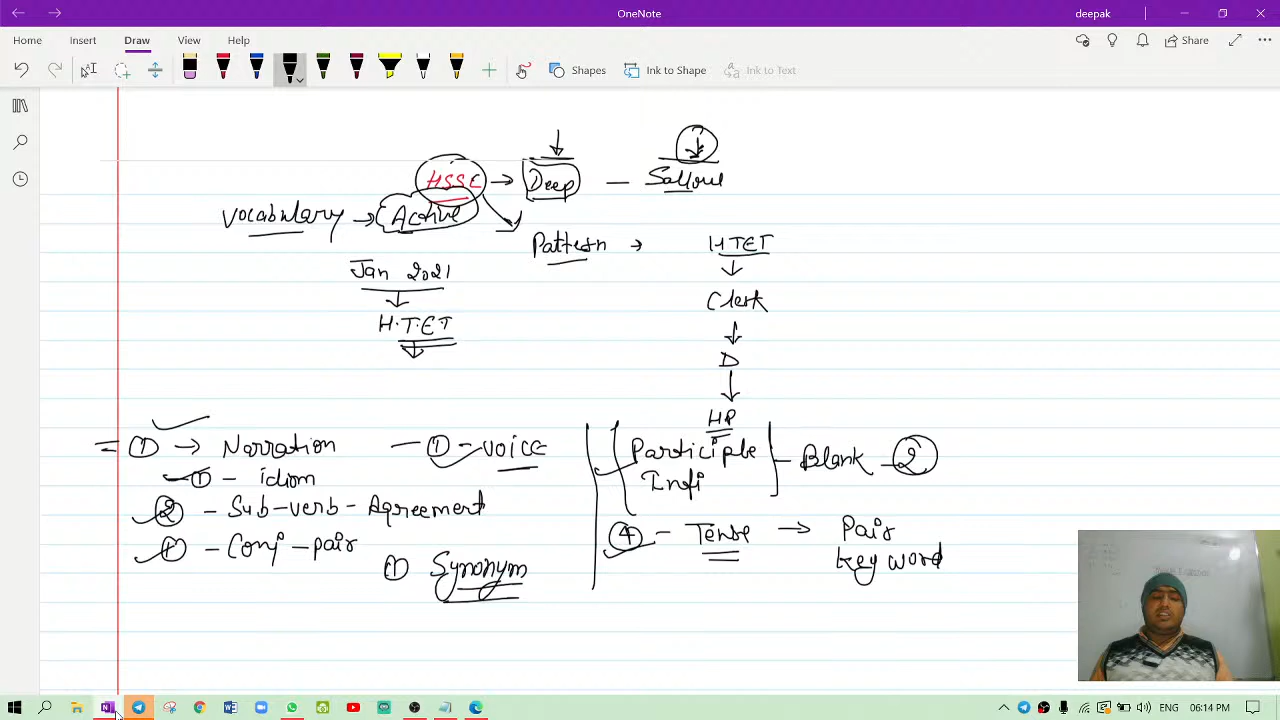 OneNote
deepak
Home Insert Draw View Help
Share
Shapes Ink to Shape Ink to Text
HSSC → Deep — Sallow
Vocabulary → Active
Pattern → HTET
Jan 2021
Clerk
H.T.E.T
D
HP
① → Narration — ① - voice
Participle
Infi
Blank - ②
① - idiom
② - Sub-verb-Agreement
④ - Tense → Pair
Key word
① - Conj - pair
① Synonym
06:14 PM